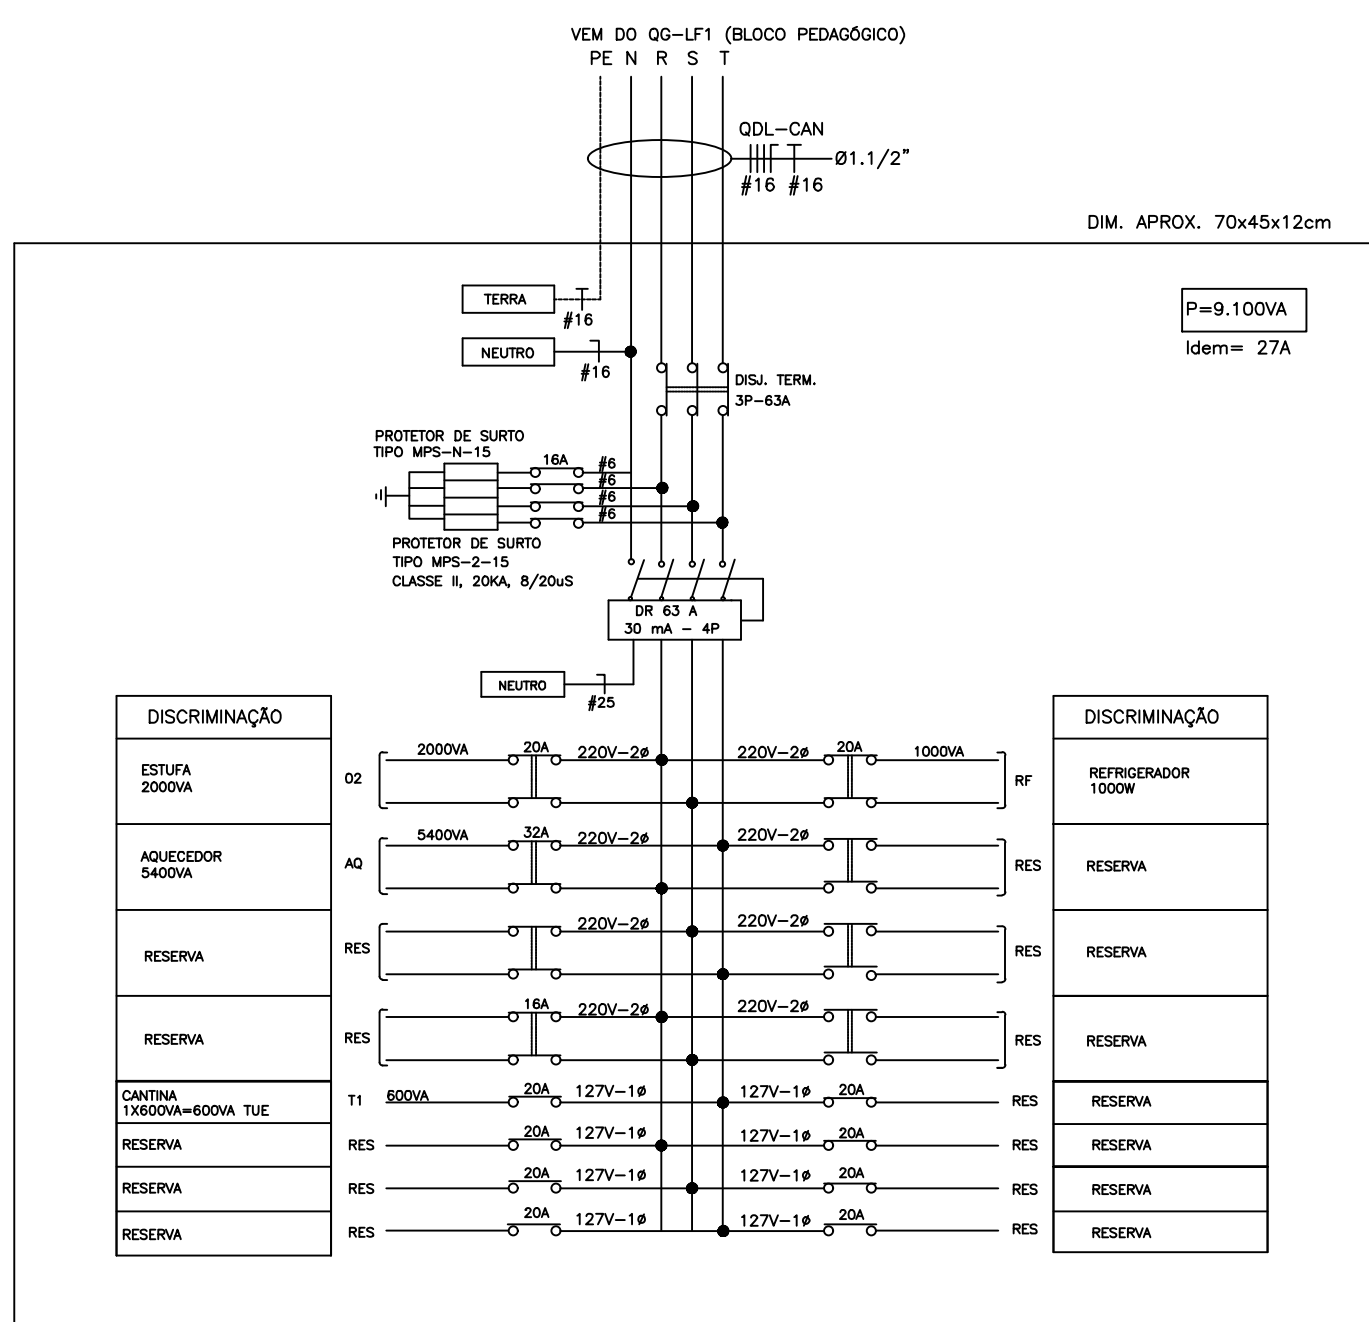 VEM DO QG-LF1 (BLOCO PEDAGÓGICO)
PE N R S T
QDL-CAN
Ø1.1/2"
#16 #16
DIM. APROX. 70x45x12cm
TERRA
#16
P=9.100VA
NEUTRO
#16
Idem= 27A
DISJ. TERM.
3P-63A
PROTETOR DE SURTO
TIPO MPS-N-15
16A #6
#6
#6
#6
PROTETOR DE SURTO
TIPO MPS-2-15
CLASSE II, 20KA, 8/20uS
DR 63 A
30 mA - 4P
NEUTRO
#25
DISCRIMINAÇÃO
DISCRIMINAÇÃO
ESTUFA
2000VA
02 2000VA 20A 220V-2ø 220V-2ø 20A 1000VA RF
REFRIGERADOR
1000W
AQUECEDOR
5400VA
AQ 5400VA 32A 220V-2ø 220V-2ø RES RESERVA
RESERVA RES 220V-2ø 220V-2ø RES RESERVA
RESERVA RES 16A 220V-2ø 220V-2ø RES RESERVA
CANTINA
1X600VA=600VA TUE
T1 600VA 20A 127V-1ø 127V-1ø 20A RES RESERVA
RESERVA RES 20A 127V-1ø 127V-1ø 20A RES RESERVA
RESERVA RES 20A 127V-1ø 127V-1ø 20A RES RESERVA
RESERVA RES 20A 127V-1ø 127V-1ø 20A RES RESERVA